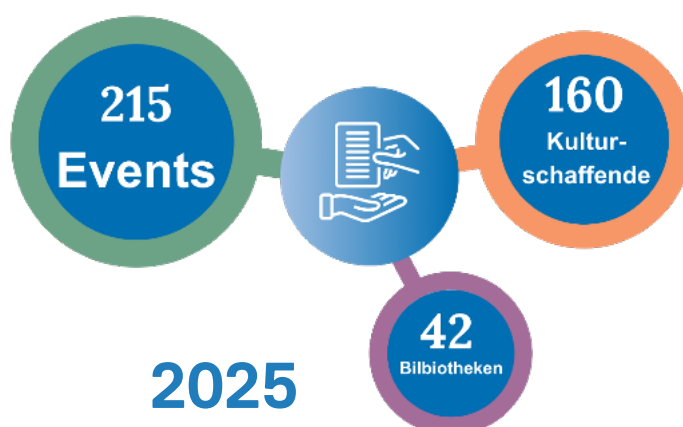 215
Events
160
Kultur-
schaffende
42
Bilbiotheken
2025